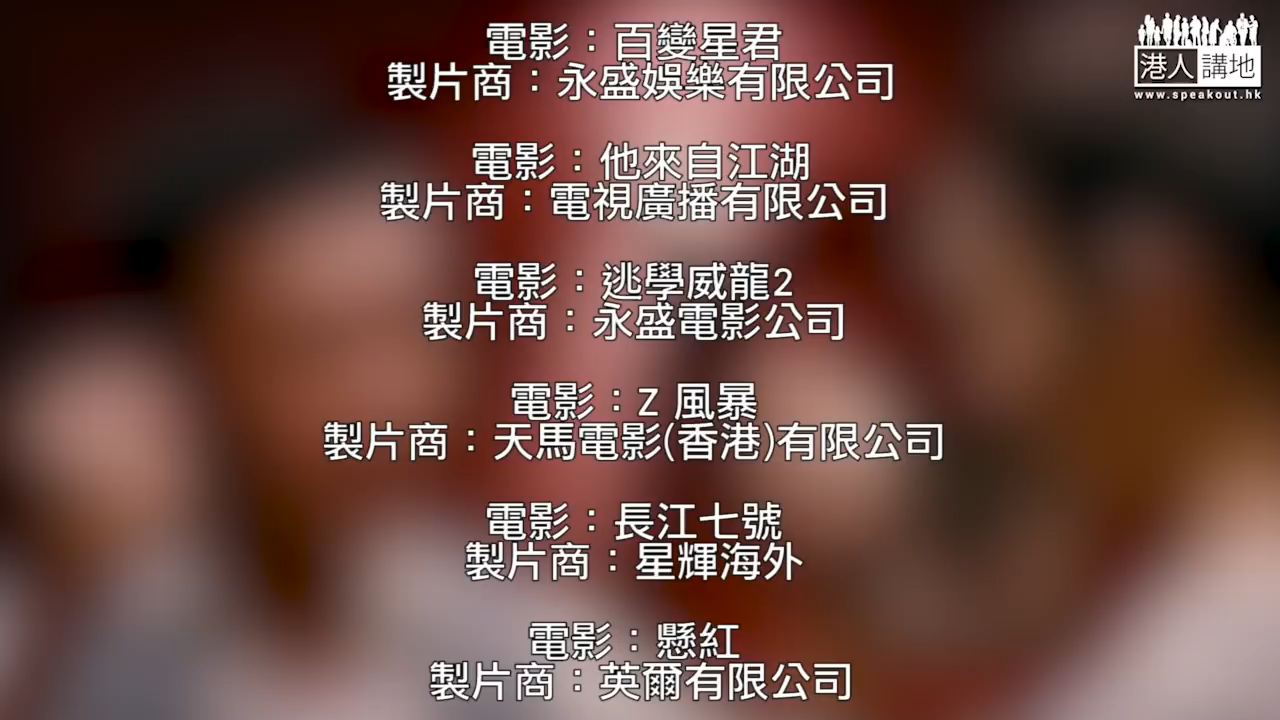 電影：百變星君
製片商：永盛娛樂有限公司
電影：他來自江湖
製片商：電視廣播有限公司
電影：逃學威龍2
製片商：永盛電影公司
電影：Z 風暴
製片商：天馬電影(香港)有限公司
電影：長江七號
製片商：星輝海外
電影：懸紅
製片商：英爾有限公司
港人講地
www.speakout.hk